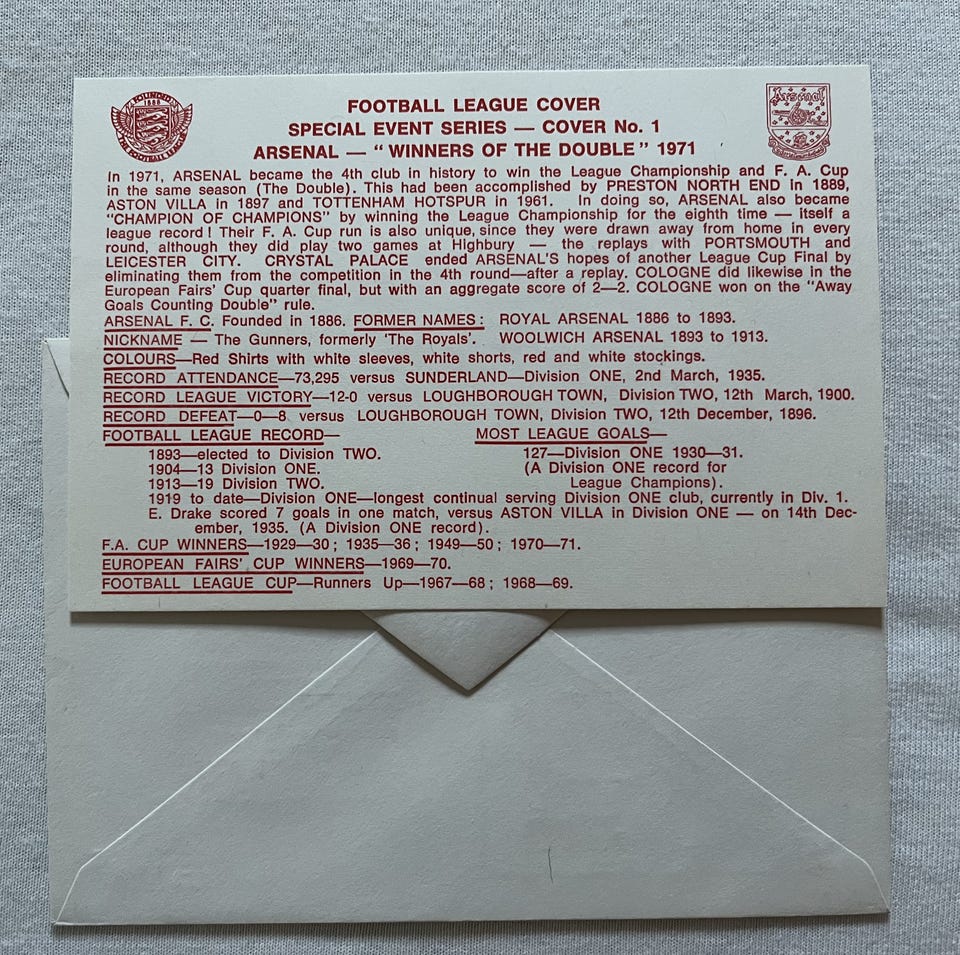 FOUNDED
1888
THE FOOTBALL LEAGUE
Arsenal
FOOTBALL LEAGUE COVER
SPECIAL EVENT SERIES — COVER No. 1
ARSENAL — “ WINNERS OF THE DOUBLE ” 1971
In 1971, ARSENAL became the 4th club in history to win the League Championship and F. A. Cup
in the same season (The Double). This had been accomplished by PRESTON NORTH END in 1889,
ASTON VILLA in 1897 and TOTTENHAM HOTSPUR in 1961. In doing so, ARSENAL also became
“CHAMPION OF CHAMPIONS” by winning the League Championship for the eighth time — itself a
league record ! Their F. A. Cup run is also unique, since they were drawn away from home in every
round, although they did play two games at Highbury — the replays with PORTSMOUTH and
LEICESTER CITY. CRYSTAL PALACE ended ARSENAL'S hopes of another League Cup Final by
eliminating them from the competition in the 4th round—after a replay. COLOGNE did likewise in the
European Fairs' Cup quarter final, but with an aggregate score of 2—2. COLOGNE won on the “Away
Goals Counting Double” rule.
ARSENAL F. C. Founded in 1886. FORMER NAMES : ROYAL ARSENAL 1886 to 1893.
NICKNAME — The Gunners, formerly ‘The Royals’. WOOLWICH ARSENAL 1893 to 1913.
COLOURS—Red Shirts with white sleeves, white shorts, red and white stockings.
RECORD ATTENDANCE—73,295 versus SUNDERLAND—Division ONE, 2nd March, 1935.
RECORD LEAGUE VICTORY—12-0 versus LOUGHBOROUGH TOWN, Division TWO, 12th March, 1900.
RECORD DEFEAT—0—8 versus LOUGHBOROUGH TOWN, Division TWO, 12th December, 1896.
FOOTBALL LEAGUE RECORD—
1893—elected to Division TWO.
1904—13 Division ONE.
1913—19 Division TWO.
MOST LEAGUE GOALS—
127—Division ONE 1930—31.
(A Division ONE record for
League Champions).
1919 to date—Division ONE—longest continual serving Division ONE club, currently in Div. 1.
E. Drake scored 7 goals in one match, versus ASTON VILLA in Division ONE — on 14th Dec-
ember, 1935. (A Division ONE record).
F.A. CUP WINNERS—1929—30 ; 1935—36 ; 1949—50 ; 1970—71.
EUROPEAN FAIRS' CUP WINNERS—1969—70.
FOOTBALL LEAGUE CUP—Runners Up—1967—68 ; 1968—69.